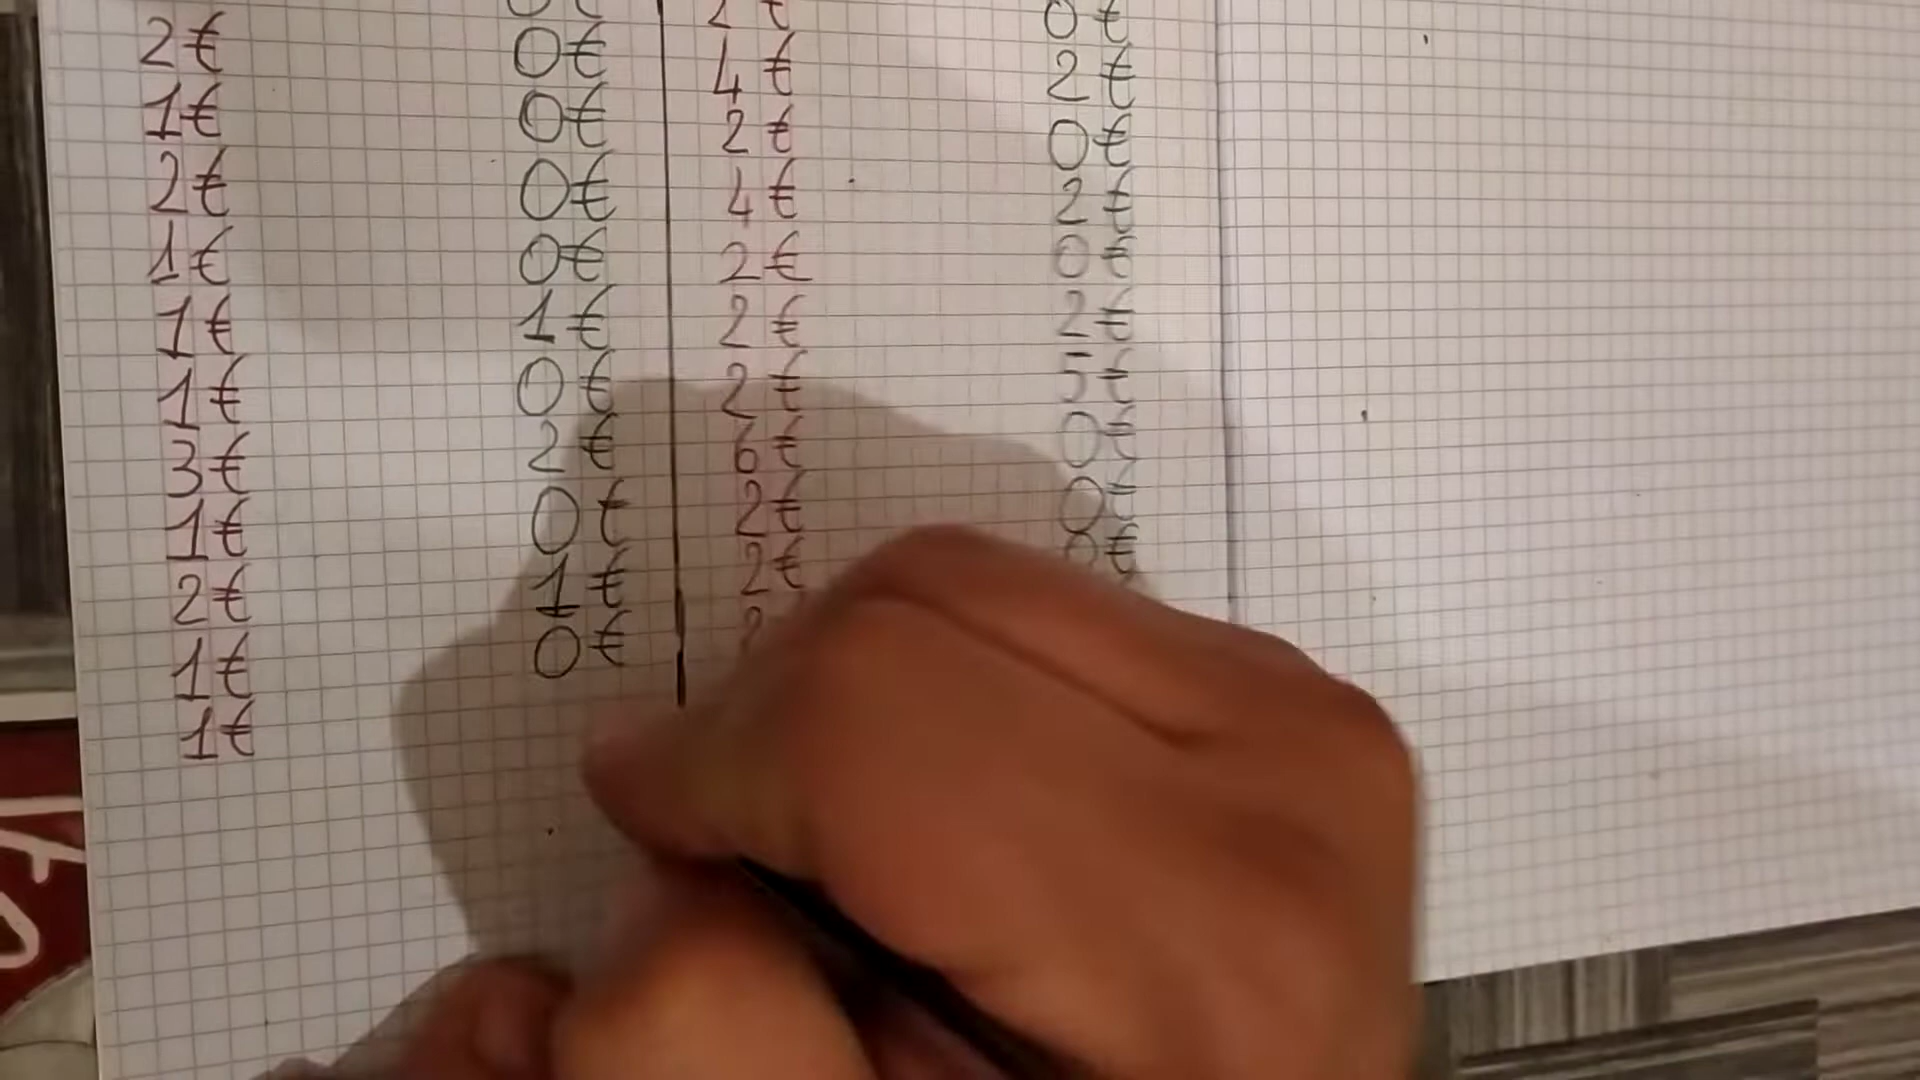 2€ 0€ 4€ 2€
1€ 0€ 2€ 0€
2€ 0€ 4€ 2€
1€ 0€ 2€ 0€
1€ 1€ 2€ 2€
1€ 0€ 2€ 5€
3€ 2€ 6€ 0€
1€ 0€ 2€ 0€
2€ 1€ 2€
1€ 0€
1€